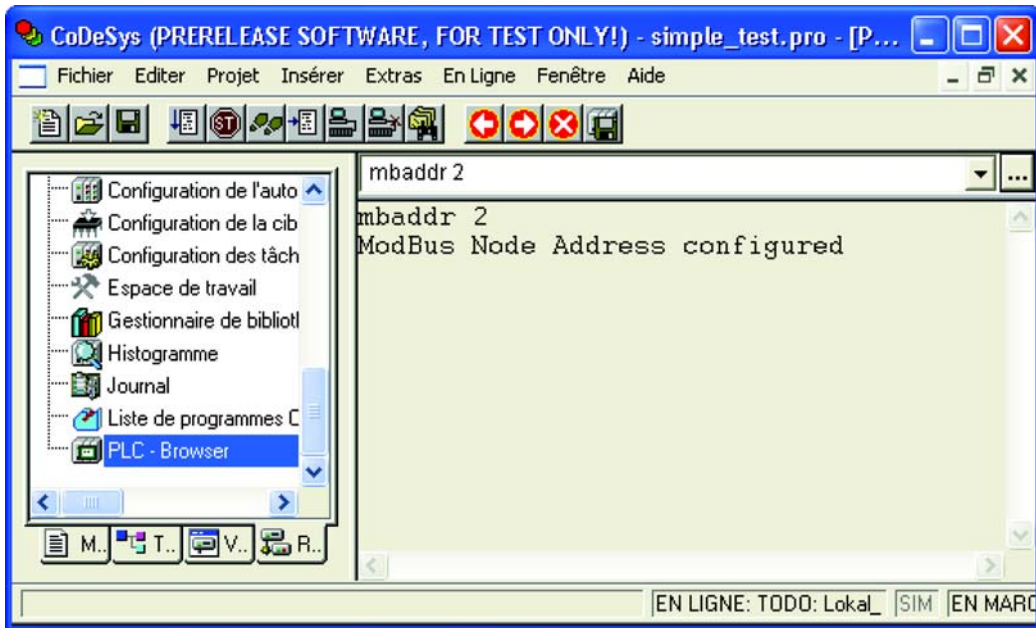 CoDeSys (PRERELEASE SOFTWARE, FOR TEST ONLY!) - simple_test.pro - [P...
Fichier Editer Projet Insérer Extras En Ligne Fenêtre Aide
ST
mbaddr 2
...
Configuration de l'auto
Configuration de la cib
Configuration des tâch
Espace de travail
Gestionnaire de bibliotl
Histogramme
Journal
Liste de programmes C
PLC - Browser
M.. T.. V.. R..
mbaddr 2
ModBus Node Address configured
EN LIGNE: TODO: Lokal_ SIM EN MARC